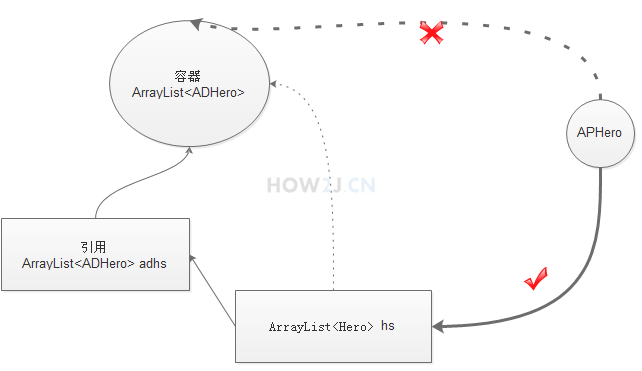 容器
ArrayList<ADHero>
APHero
HOW2J.CN
引用
ArrayList<ADHero> adhs
ArrayList<Hero> hs